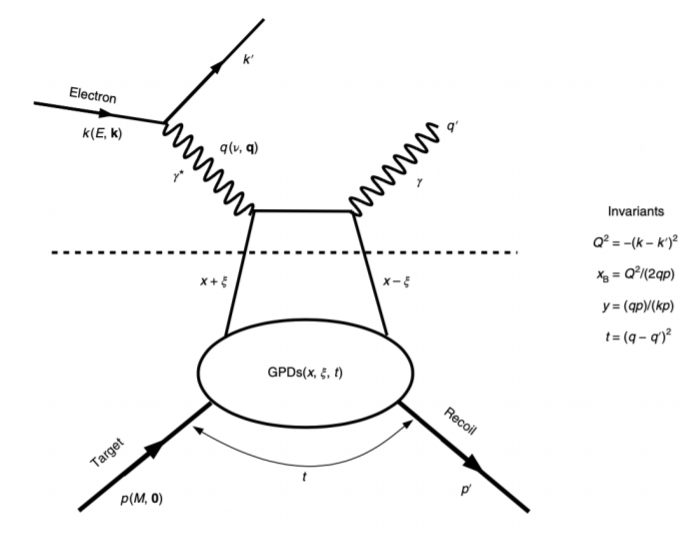 k′
Electron
k(E, k)
q(ν, q)
γ*
q′
γ
Invariants
Q² = −(k − k′)²
x_B = Q²/(2qp)
y = (qp)/(kp)
t = (q − q′)²
x + ξ
x − ξ
GPDs(x, ξ, t)
Target
Recoil
t
p(M, 0)
p′